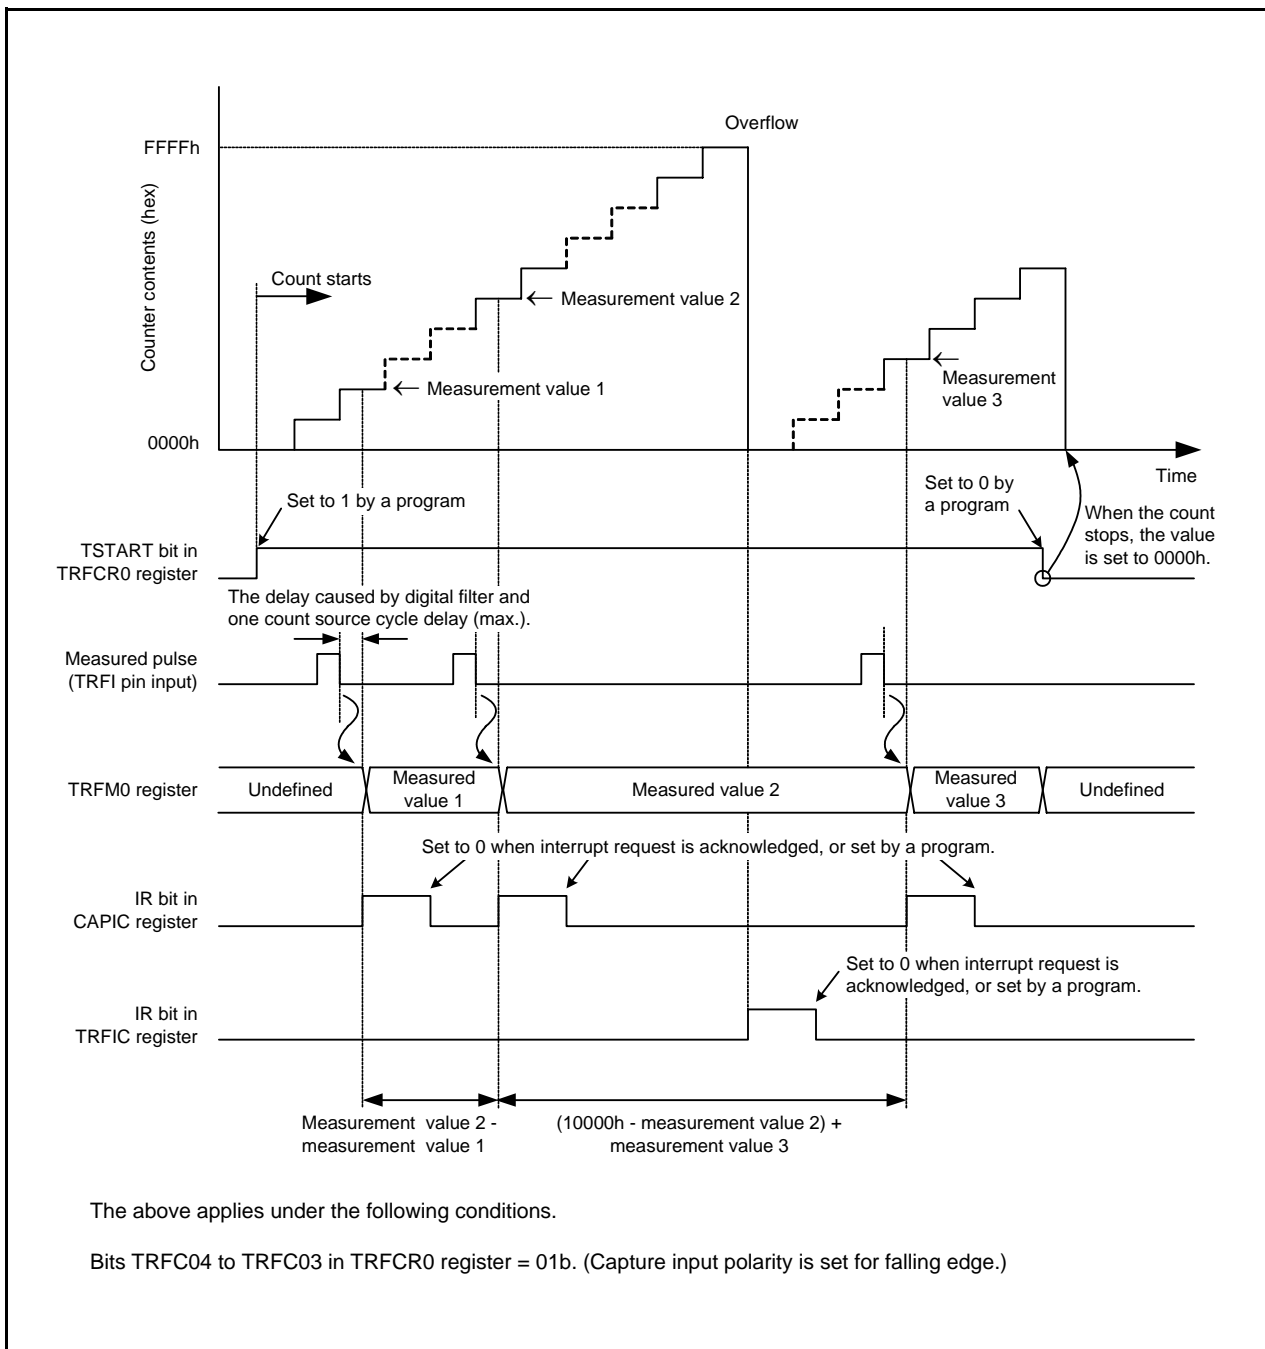 Overflow
FFFFh
Counter contents (hex)
Count starts
Measurement value 2
Measurement value 1
Measurement
value 3
0000h
Time
Set to 1 by a program
Set to 0 by
a program
When the count
stops, the value
is set to 0000h.
TSTART bit in
TRFCR0 register
The delay caused by digital filter and
one count source cycle delay (max.).
Measured pulse
(TRFI pin input)
TRFM0 register
Undefined
Measured
value 1
Measured value 2
Measured
value 3
Undefined
Set to 0 when interrupt request is acknowledged, or set by a program.
IR bit in
CAPIC register
Set to 0 when interrupt request is
acknowledged, or set by a program.
IR bit in
TRFIC register
Measurement value 2 -
measurement value 1
(10000h - measurement value 2) +
measurement value 3
The above applies under the following conditions.
Bits TRFC04 to TRFC03 in TRFCR0 register = 01b. (Capture input polarity is set for falling edge.)